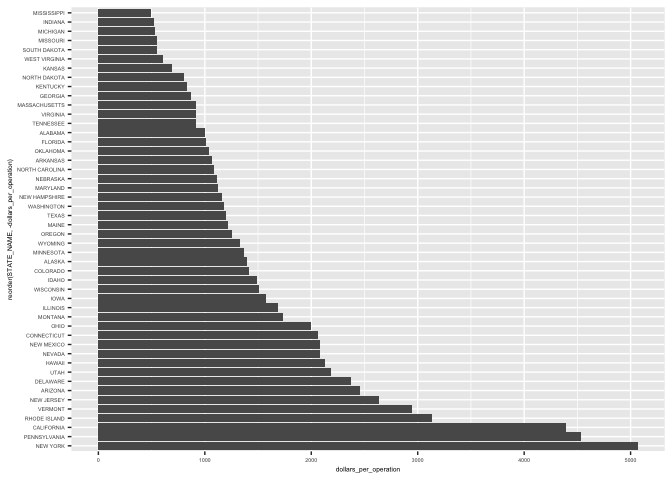 MISSISSIPPI
INDIANA
MICHIGAN
MISSOURI
SOUTH DAKOTA
WEST VIRGINIA
KANSAS
NORTH DAKOTA
KENTUCKY
GEORGIA
MASSACHUSETTS
VIRGINIA
TENNESSEE
ALABAMA
FLORIDA
OKLAHOMA
ARKANSAS
NORTH CAROLINA
NEBRASKA
MARYLAND
NEW HAMPSHIRE
WASHINGTON
TEXAS
MAINE
OREGON
WYOMING
MINNESOTA
ALASKA
COLORADO
IDAHO
WISCONSIN
IOWA
ILLINOIS
MONTANA
OHIO
CONNECTICUT
NEW MEXICO
NEVADA
HAWAII
UTAH
DELAWARE
ARIZONA
NEW JERSEY
VERMONT
RHODE ISLAND
CALIFORNIA
PENNSYLVANIA
NEW YORK
reorder(STATE_NAME, -dollars_per_operation)
0 1000 2000 3000 4000 5000
dollars_per_operation